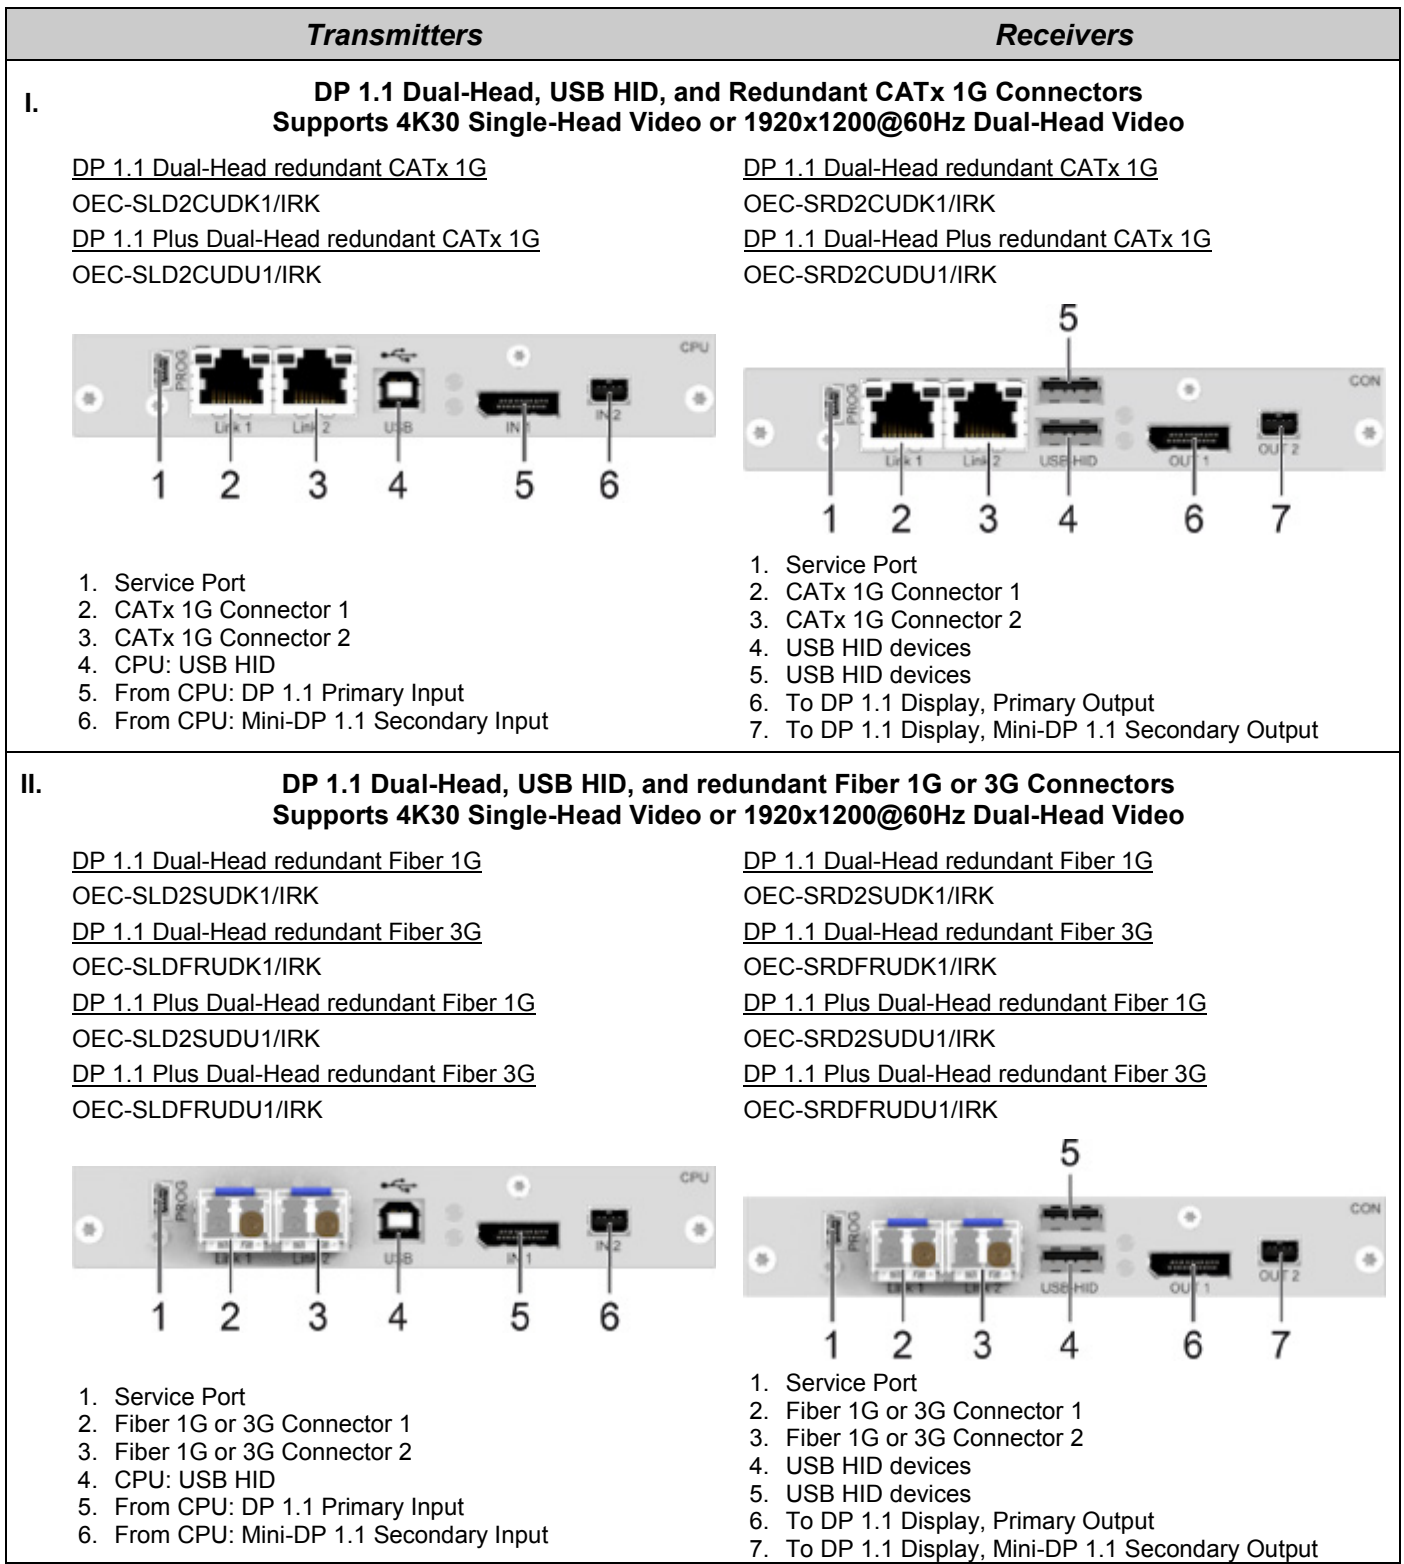 Transmitters
Receivers
I.
DP 1.1 Dual-Head, USB HID, and Redundant CATx 1G Connectors
Supports 4K30 Single-Head Video or 1920x1200@60Hz Dual-Head Video
DP 1.1 Dual-Head redundant CATx 1G
OEC-SLD2CUDK1/IRK
DP 1.1 Plus Dual-Head redundant CATx 1G
OEC-SLD2CUDU1/IRK
PROG
Link 1
Link 2
USB
IN 1
IN 2
CPU
1
2
3
4
5
6
1. Service Port
2. CATx 1G Connector 1
3. CATx 1G Connector 2
4. CPU: USB HID
5. From CPU: DP 1.1 Primary Input
6. From CPU: Mini-DP 1.1 Secondary Input
DP 1.1 Dual-Head redundant CATx 1G
OEC-SRD2CUDK1/IRK
DP 1.1 Dual-Head Plus redundant CATx 1G
OEC-SRD2CUDU1/IRK
5
PROG
Link 1
Link 2
USB-HID
OUT 1
OUT 2
CON
1
2
3
4
6
7
1. Service Port
2. CATx 1G Connector 1
3. CATx 1G Connector 2
4. USB HID devices
5. USB HID devices
6. To DP 1.1 Display, Primary Output
7. To DP 1.1 Display, Mini-DP 1.1 Secondary Output
II.
DP 1.1 Dual-Head, USB HID, and redundant Fiber 1G or 3G Connectors
Supports 4K30 Single-Head Video or 1920x1200@60Hz Dual-Head Video
DP 1.1 Dual-Head redundant Fiber 1G
OEC-SLD2SUDK1/IRK
DP 1.1 Dual-Head redundant Fiber 3G
OEC-SLDFRUDK1/IRK
DP 1.1 Plus Dual-Head redundant Fiber 1G
OEC-SLD2SUDU1/IRK
DP 1.1 Plus Dual-Head redundant Fiber 3G
OEC-SLDFRUDU1/IRK
PROG
Link 1
Link 2
USB
IN 1
IN 2
CPU
1
2
3
4
5
6
1. Service Port
2. Fiber 1G or 3G Connector 1
3. Fiber 1G or 3G Connector 2
4. CPU: USB HID
5. From CPU: DP 1.1 Primary Input
6. From CPU: Mini-DP 1.1 Secondary Input
DP 1.1 Dual-Head redundant Fiber 1G
OEC-SRD2SUDK1/IRK
DP 1.1 Dual-Head redundant Fiber 3G
OEC-SRDFRUDK1/IRK
DP 1.1 Plus Dual-Head redundant Fiber 1G
OEC-SRD2SUDU1/IRK
DP 1.1 Plus Dual-Head redundant Fiber 3G
OEC-SRDFRUDU1/IRK
5
PROG
Link 1
Link 2
USB-HID
OUT 1
OUT 2
CON
1
2
3
4
6
7
1. Service Port
2. Fiber 1G or 3G Connector 1
3. Fiber 1G or 3G Connector 2
4. USB HID devices
5. USB HID devices
6. To DP 1.1 Display, Primary Output
7. To DP 1.1 Display, Mini-DP 1.1 Secondary Output